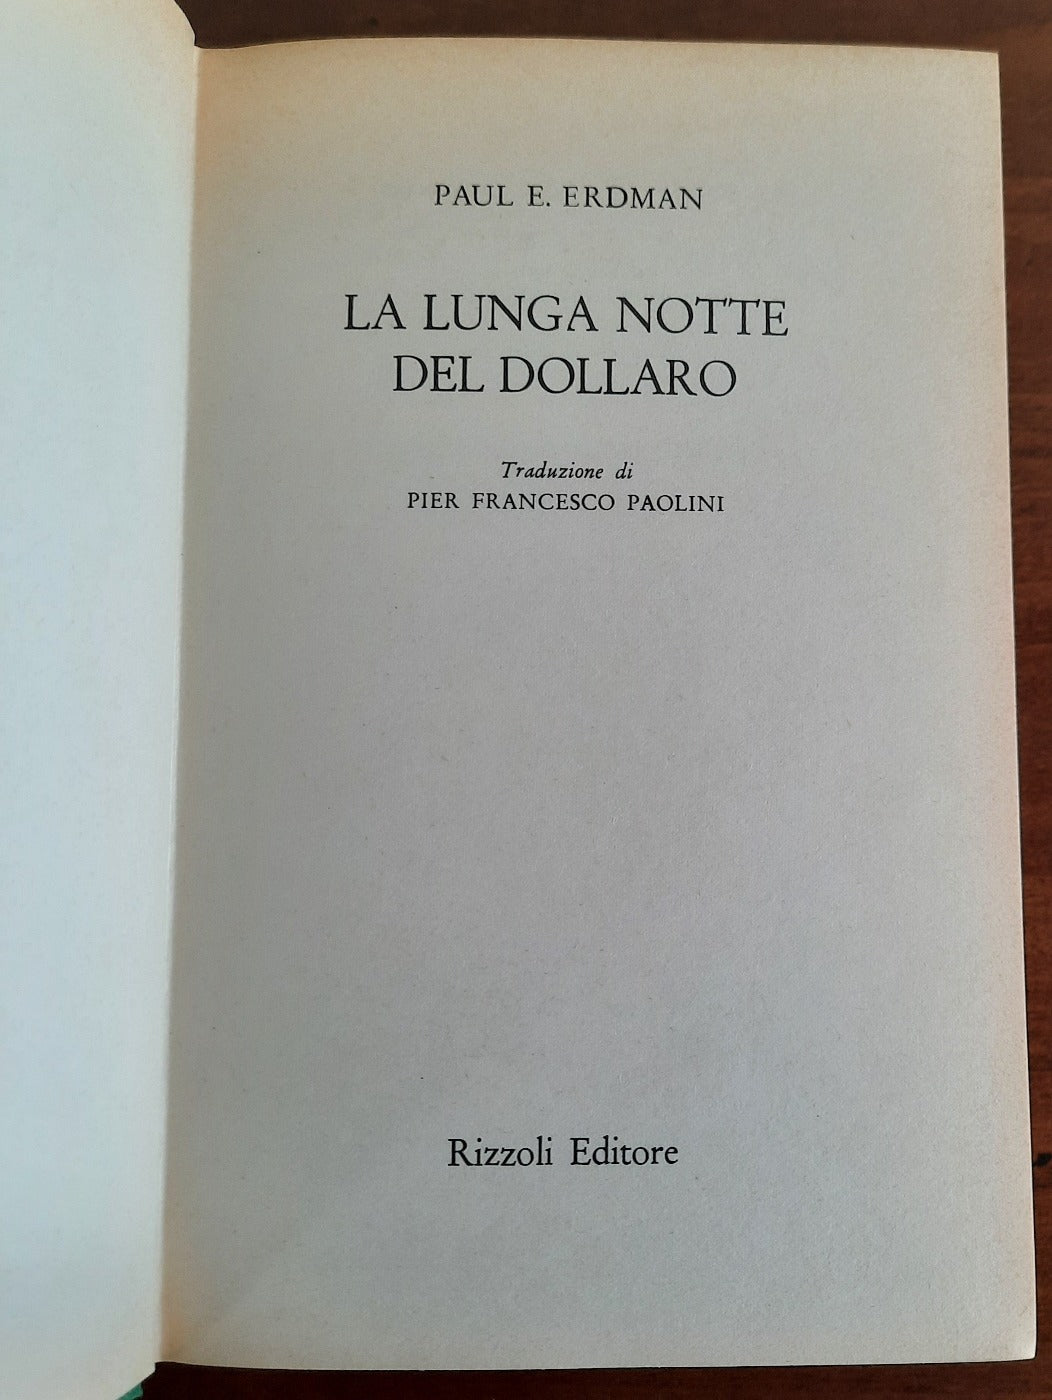 PAUL E. ERDMAN
LA LUNGA NOTTE
DEL DOLLARO
Traduzione di
PIER FRANCESCO PAOLINI
Rizzoli Editore